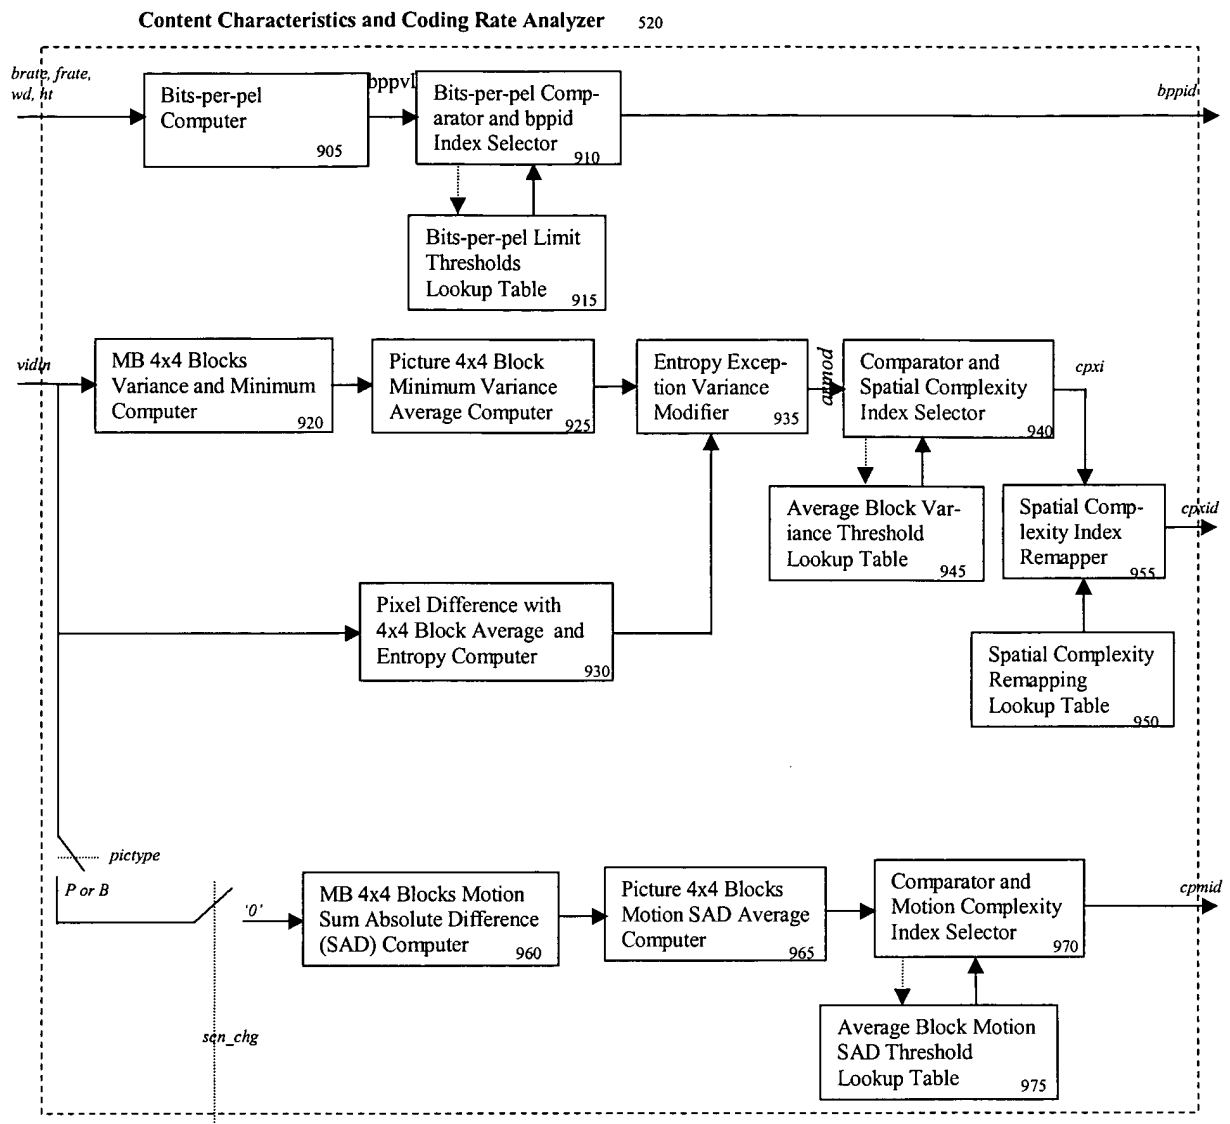 Content Characteristics and Coding Rate Analyzer 520
brate, frate,
wd, ht
Bits-per-pel
Computer
905
bppvl
Bits-per-pel Comp-
arator and bppid
Index Selector
910
bppid
Bits-per-pel Limit
Thresholds
Lookup Table
915
vidin
MB 4x4 Blocks
Variance and Minimum
Computer
920
Picture 4x4 Block
Minimum Variance
Average Computer
925
Entropy Excep-
tion Variance
Modifier
935
Comparator and
Spatial Complexity
Index Selector
940
cpxi
Average Block Var-
iance Threshold
Lookup Table
945
Spatial Comp-
lexity Index
Remapper
955
cpxid
Pixel Difference with
4x4 Block Average and
Entropy Computer
930
Spatial Complexity
Remapping
Lookup Table
950
pictype
P or B
'0'
MB 4x4 Blocks Motion
Sum Absolute Difference
(SAD) Computer
960
Picture 4x4 Blocks
Motion SAD Average
Computer
965
Comparator and
Motion Complexity
Index Selector
970
cpmid
scn_chg
Average Block Motion
SAD Threshold
Lookup Table
975